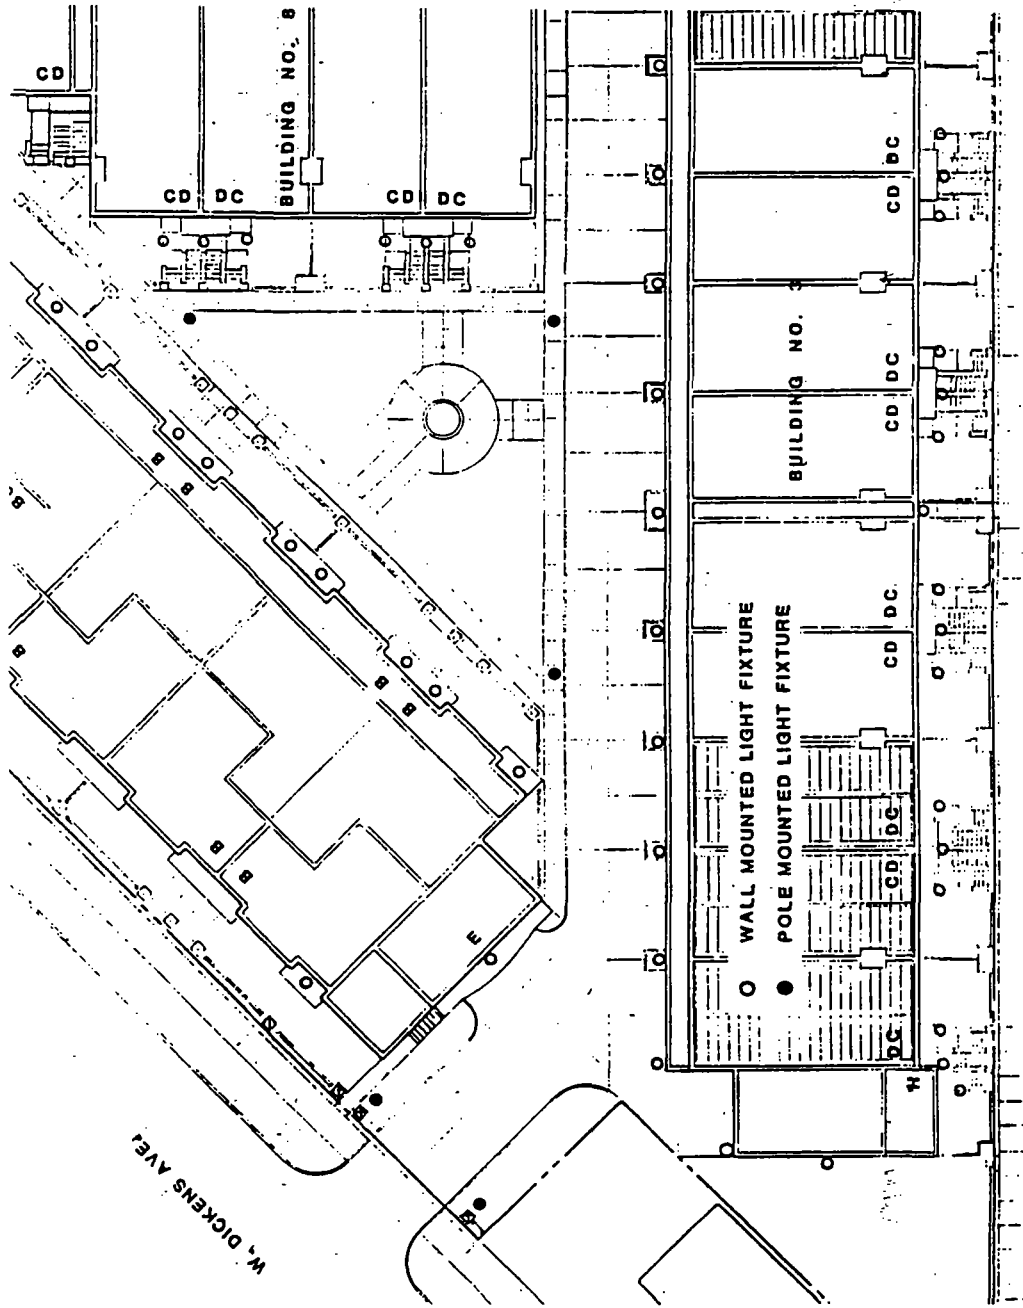 CD
BUILDING NO. 8
CD DC
CD DC
DC
CD
BUILDING NO. 3
DC
CD
B
B
B
B
B
DC
CD
WALL MOUNTED LIGHT FIXTURE
POLE MOUNTED LIGHT FIXTURE
B
B
DC
CD
E
DC
H
W. DICKENS AVE.